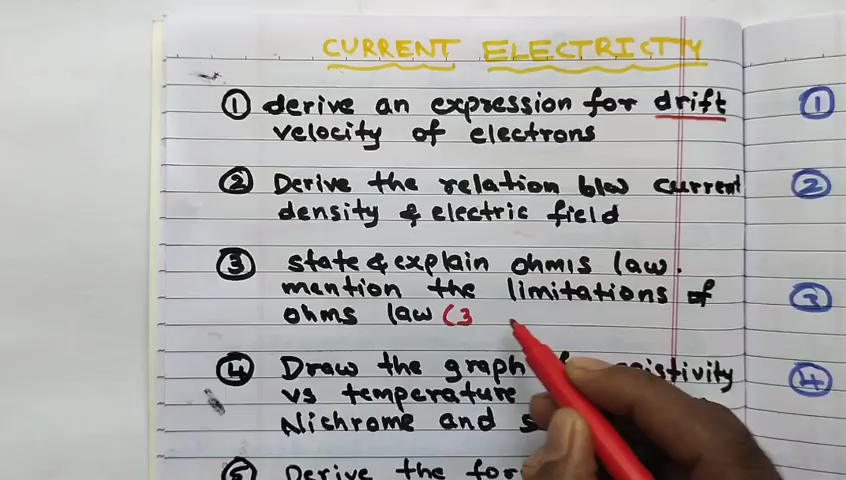 CURRENT ELECTRICITY
① derive an expression for drift
velocity of electrons
② Derive the relation b/w current
density & electric field
③ state & explain ohms law.
mention the limitations of
ohms law (3
④ Draw the graph
vs temperature
Nichrome and
⑤ Derive the
①
②
③
④